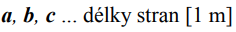 a, b, c ... délky stran [1 m]